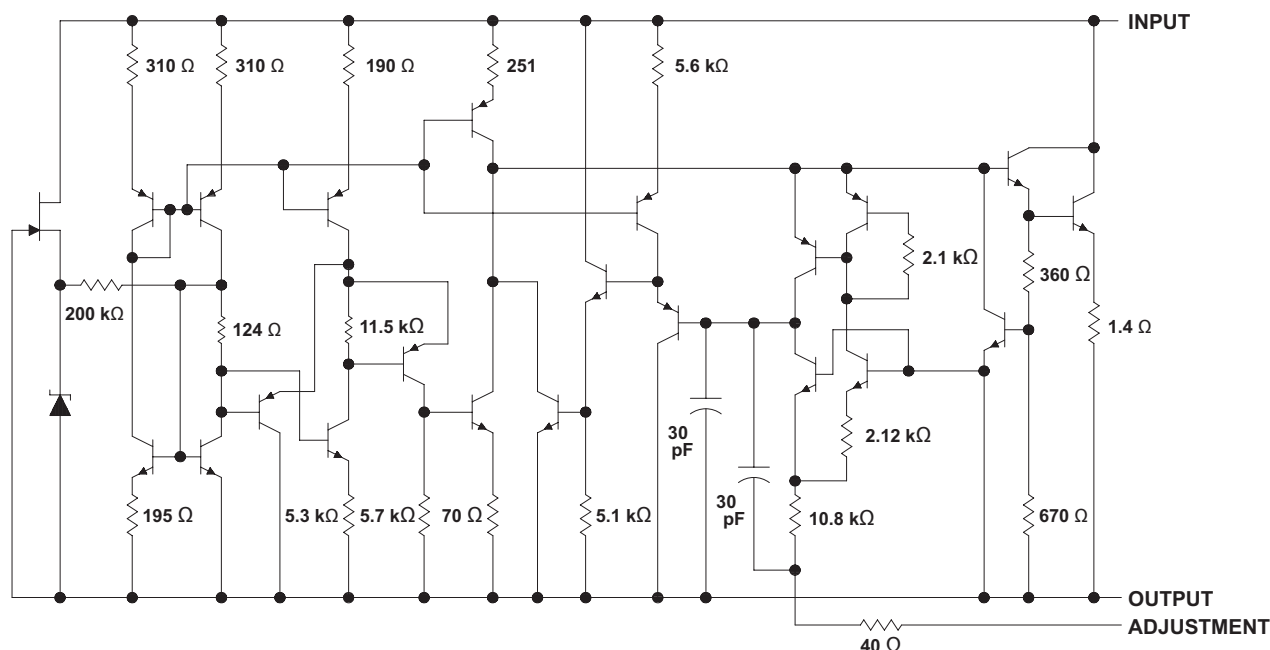 INPUT
310 Ω
310 Ω
190 Ω
251
5.6 kΩ
2.1 kΩ
200 kΩ
360 Ω
124 Ω
11.5 kΩ
1.4 Ω
30
pF
2.12 kΩ
30
pF
195 Ω
5.3 kΩ
5.7 kΩ
70 Ω
5.1 kΩ
10.8 kΩ
670 Ω
OUTPUT
ADJUSTMENT
40 Ω